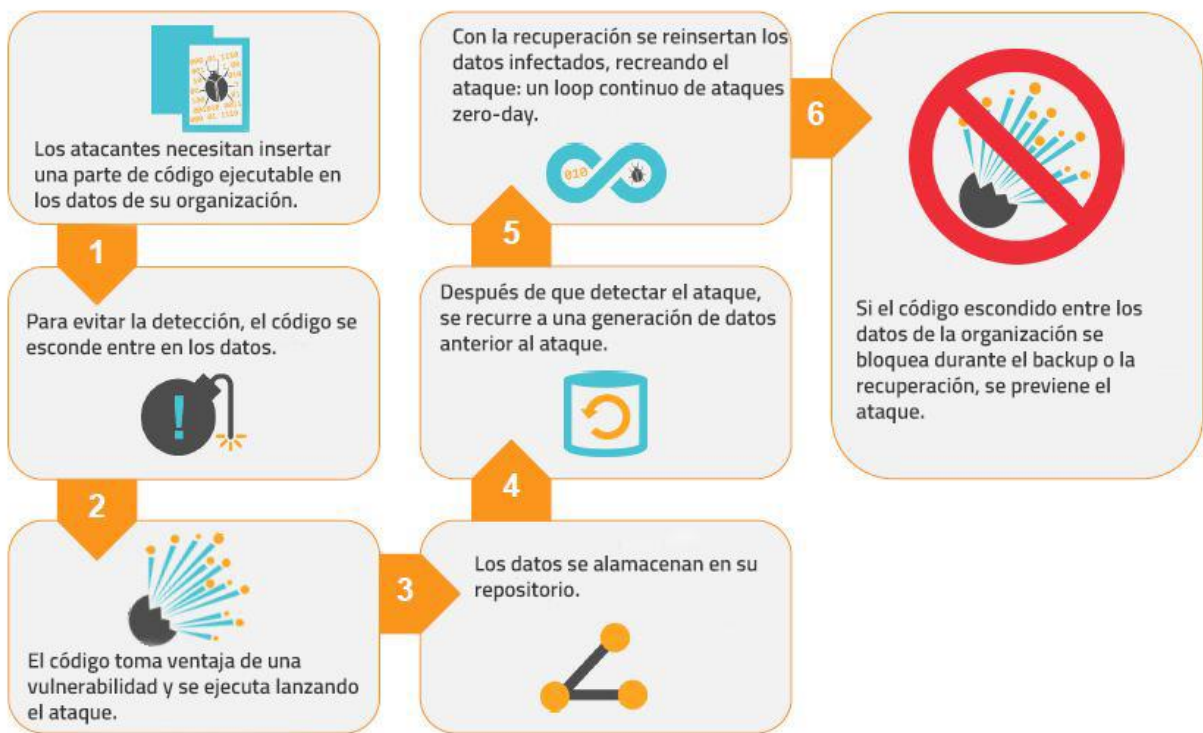 Los atacantes necesitan insertar
una parte de código ejecutable en
los datos de su organización.
1
Para evitar la detección, el código se
esconde entre en los datos.
2
El código toma ventaja de una
vulnerabilidad y se ejecuta lanzando
el ataque.
3
Los datos se alamacenan en su
repositorio.
4
Después de que detectar el ataque,
se recurre a una generación de datos
anterior al ataque.
5
Con la recuperación se reinsertan los
datos infectados, recreando el
ataque: un loop continuo de ataques
zero-day.
010
6
Si el código escondido entre los
datos de la organización se
bloquea durante el backup o la
recuperación, se previene el
ataque.